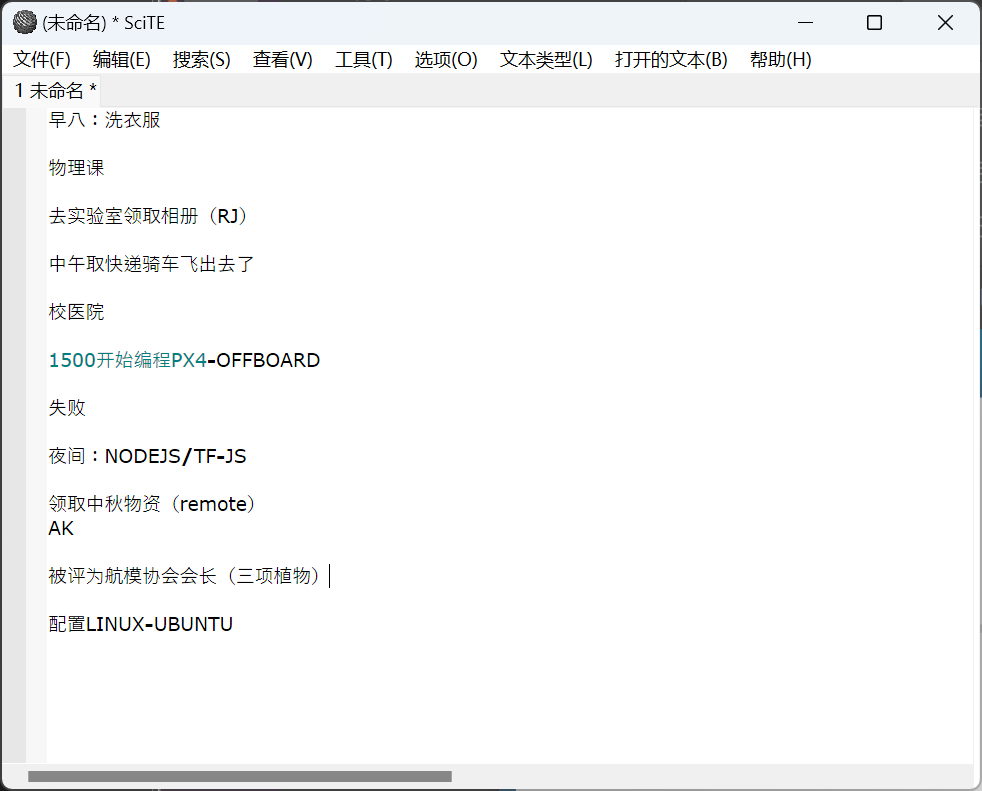 (未命名) * SciTE
文件(F) 编辑(E) 搜索(S) 查看(V) 工具(T) 选项(O) 文本类型(L) 打开的文本(B) 帮助(H)
1 未命名 *
早八：洗衣服
物理课
去实验室领取相册（RJ）
中午取快递骑车飞出去了
校医院
1500开始编程PX4-OFFBOARD
失败
夜间：NODEJS/TF-JS
领取中秋物资（remote）
AK
被评为航模协会会长（三项植物）
配置LINUX-UBUNTU